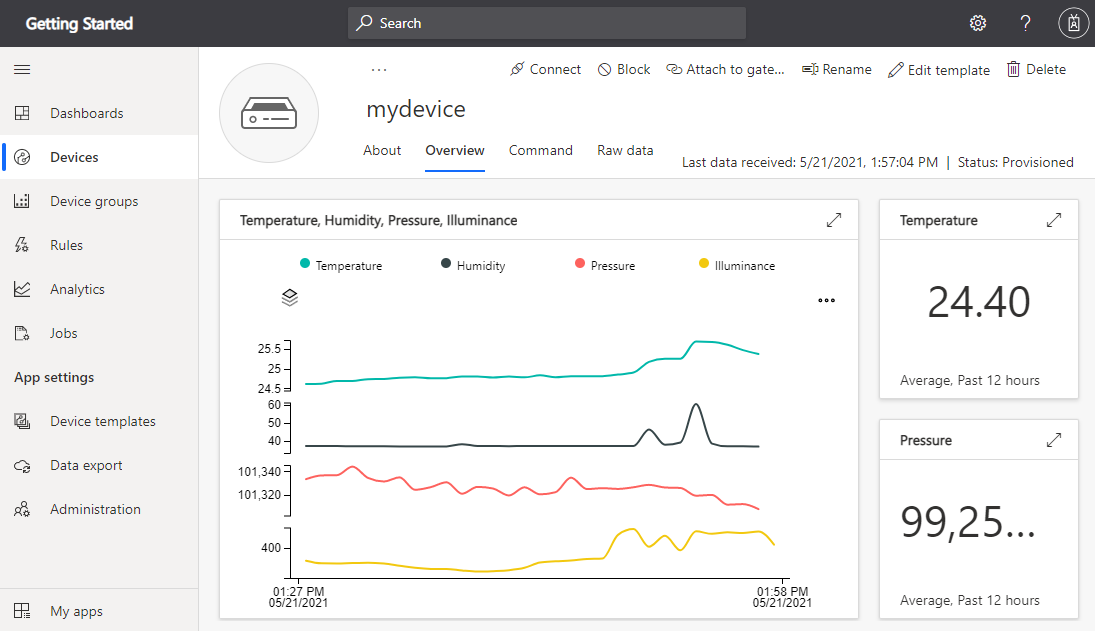 Getting Started
Search
?
Dashboards
Devices
Device groups
Rules
Analytics
Jobs
App settings
Device templates
Data export
Administration
My apps
...
Connect
Block
Attach to gate...
Rename
Edit template
Delete
mydevice
About
Overview
Command
Raw data
Last data received: 5/21/2021, 1:57:04 PM | Status: Provisioned
Temperature, Humidity, Pressure, Illuminance
Temperature
Humidity
Pressure
Illuminance
25.5
25
24.5
60
50
40
101,340
101,320
400
01:27 PM
05/21/2021
01:58 PM
05/21/2021
Temperature
24.40
Average, Past 12 hours
Pressure
99,25...
Average, Past 12 hours